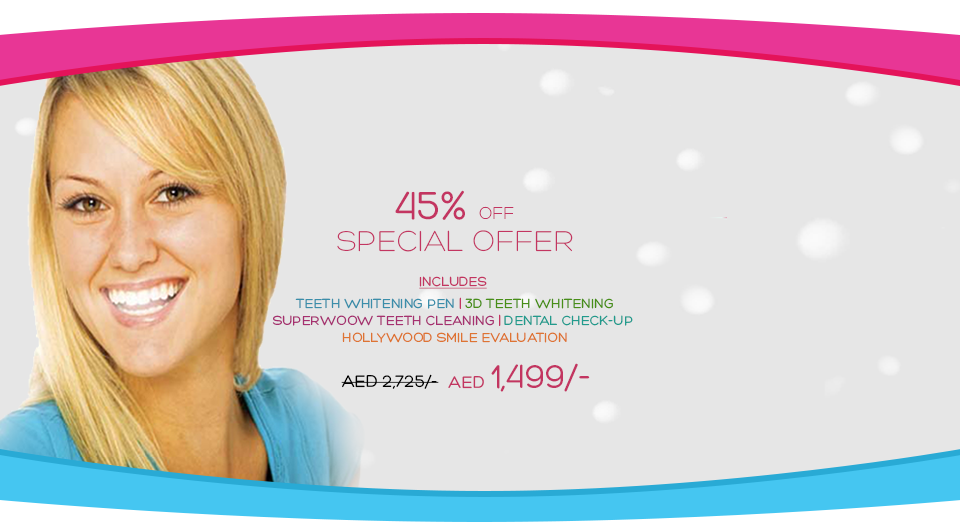 45% OFF
SPECIAL OFFER
INCLUDES
TEETH WHITENING PEN | 3D TEETH WHITENING
SUPERWOOW TEETH CLEANING | DENTAL CHECK-UP
HOLLYWOOD SMILE EVALUATION
AED 2,725/- AED 1,499/-